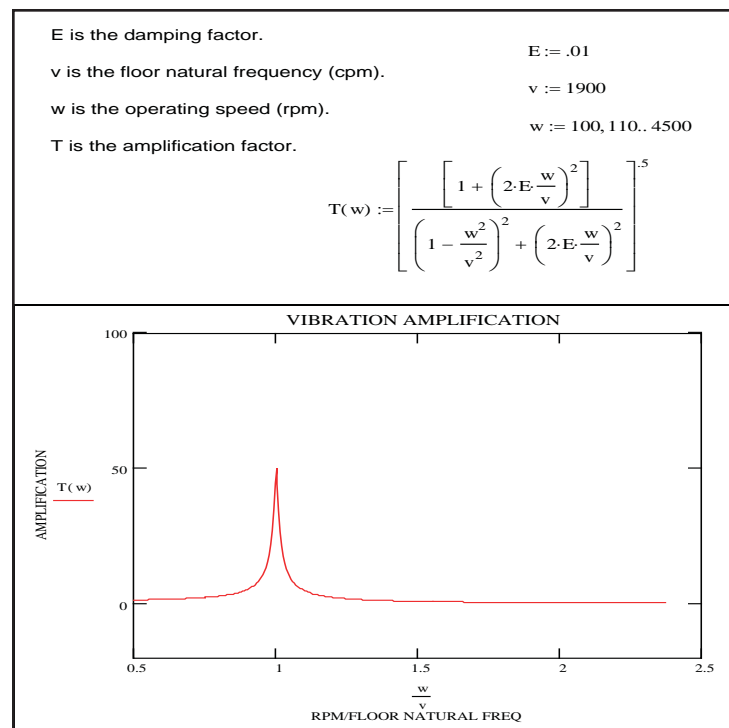 E is the damping factor.
E := .01
v is the floor natural frequency (cpm).
v := 1900
w is the operating speed (rpm).
w := 100, 110.. 4500
T is the amplification factor.
T( w) := [ [ 1 + ( 2·E· w/v )^2 ] / ( ( 1 − w^2/v^2 )^2 + ( 2·E· w/v )^2 ) ]^.5
VIBRATION AMPLIFICATION
100
50
0
AMPLIFICATION
T( w)
0.5 1 1.5 2 2.5
w/v
RPM/FLOOR NATURAL FREQ